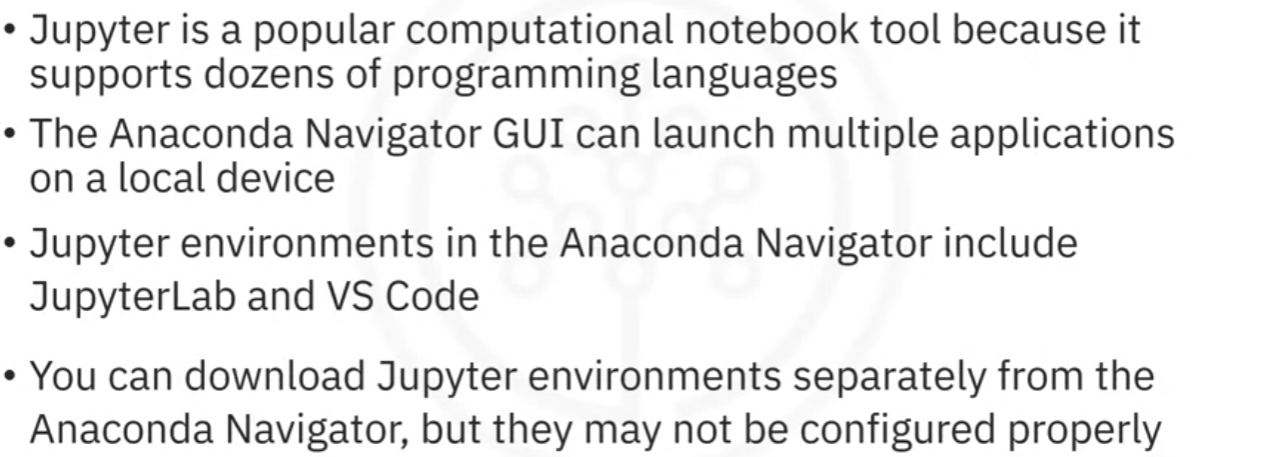 • Jupyter is a popular computational notebook tool because it
supports dozens of programming languages
• The Anaconda Navigator GUI can launch multiple applications
on a local device
• Jupyter environments in the Anaconda Navigator include
JupyterLab and VS Code
• You can download Jupyter environments separately from the
Anaconda Navigator, but they may not be configured properly